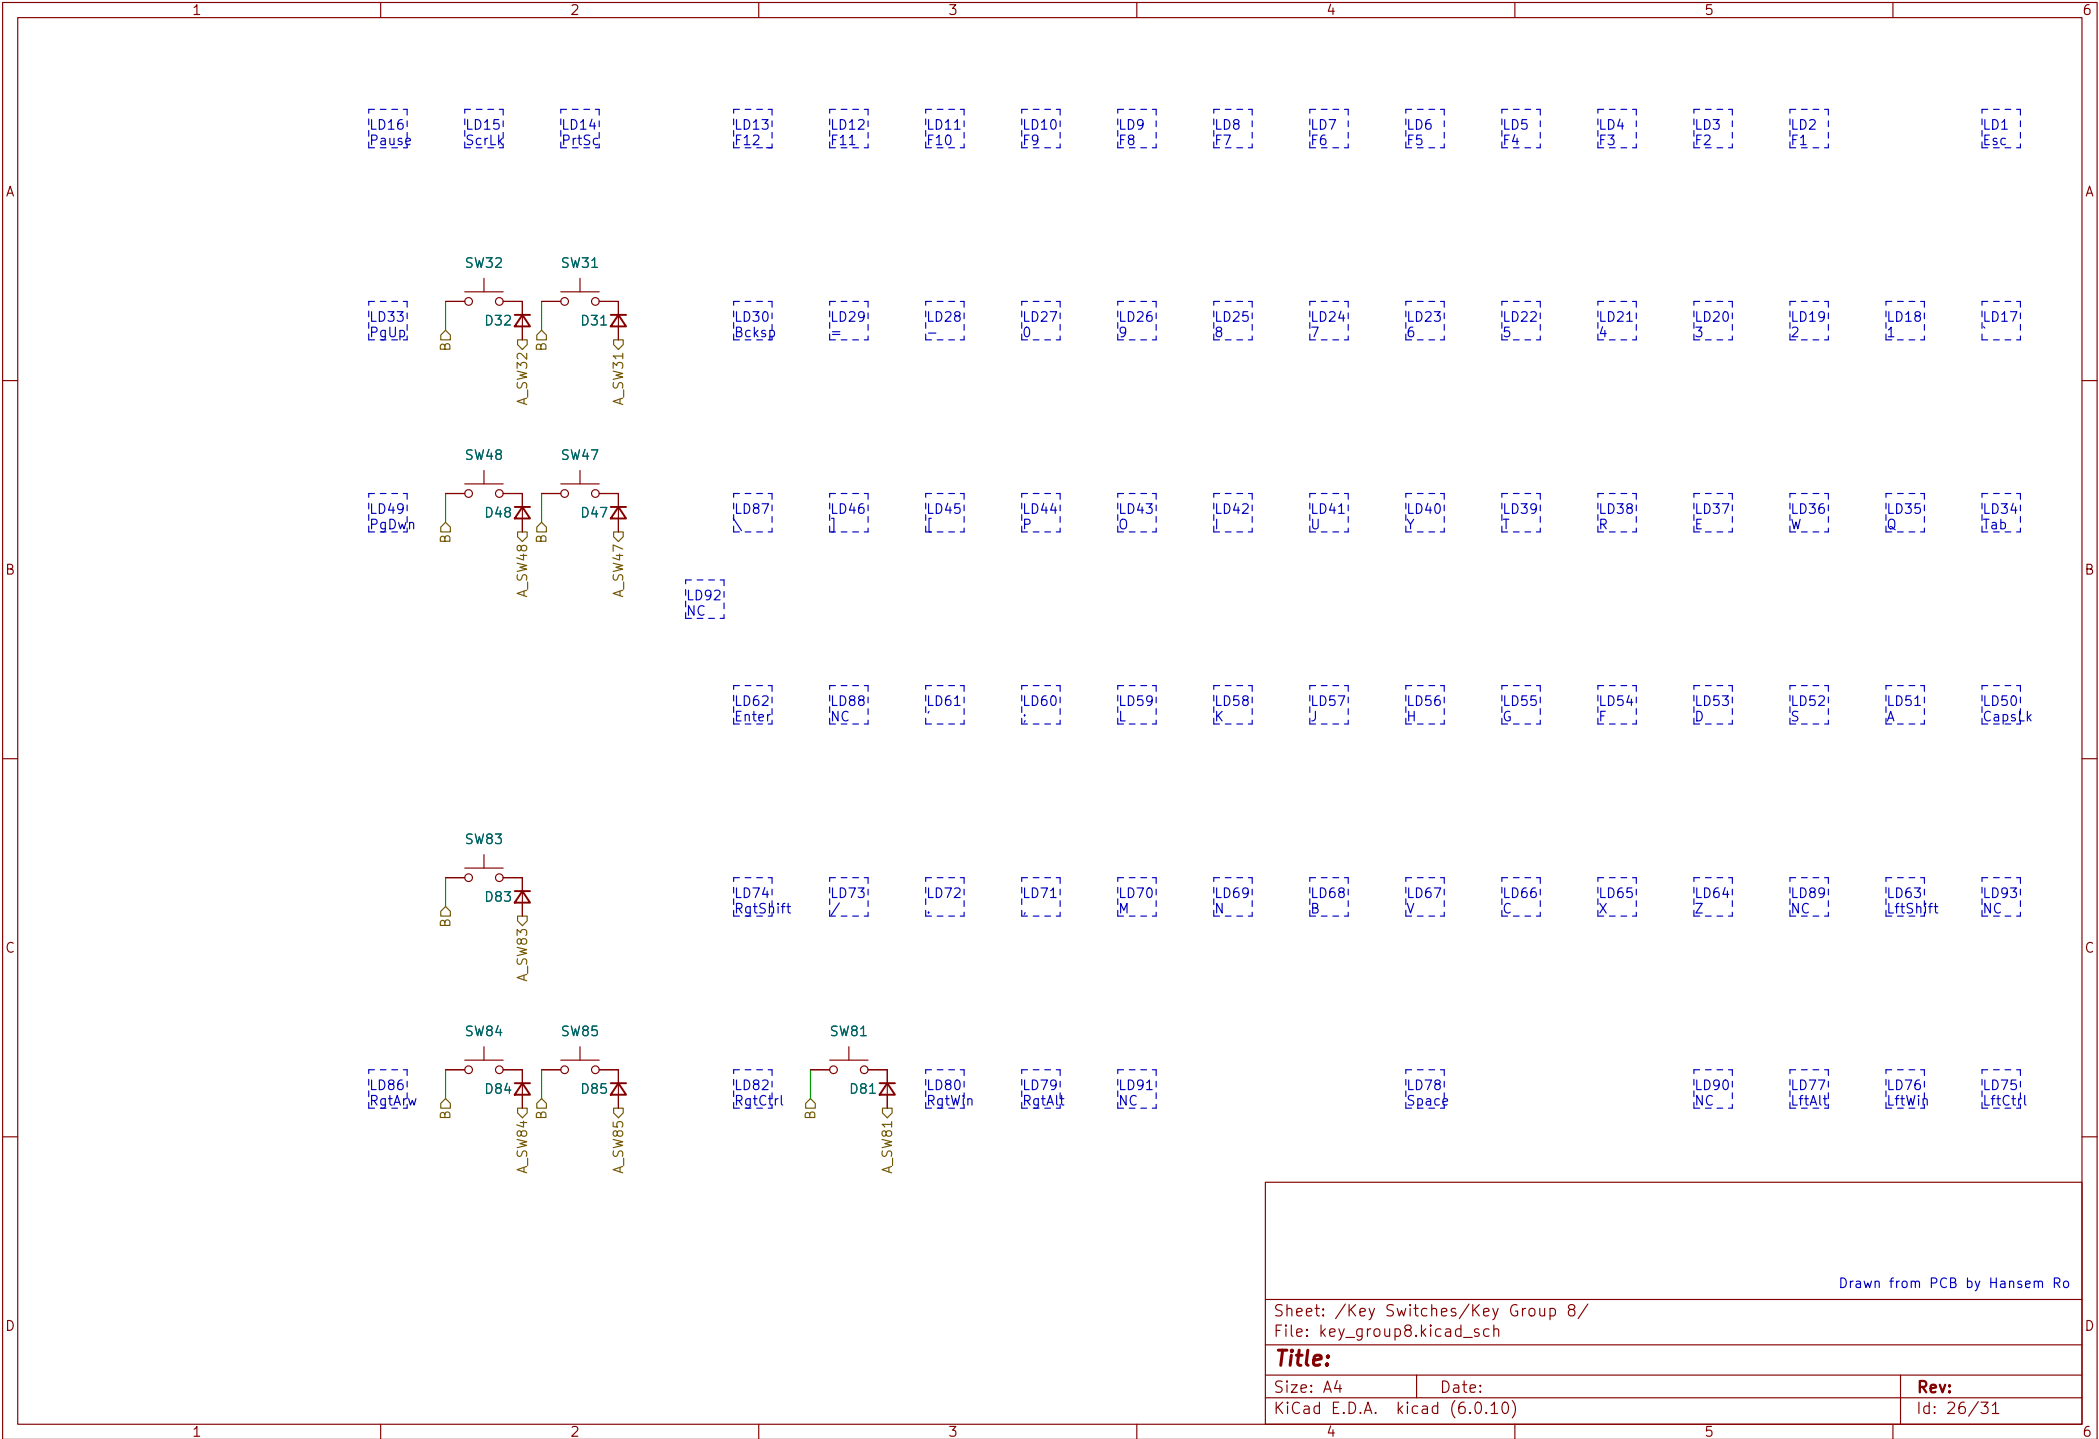 1 2 3 4 5 6
LD16 LD15 LD14 LD13 LD12 LD11 LD10 LD9 LD8 LD7 LD6 LD5 LD4 LD3 LD2 LD1
Pause ScrLk PrtSc F12 F11 F10 F9 F8 F7 F6 F5 F4 F3 F2 F1 Esc
A A
SW32 SW31
LD33 D32 D31 LD30 LD29 LD28 LD27 LD26 LD25 LD24 LD23 LD22 LD21 LD20 LD19 LD18 LD17
PgUp B B Bcksp = - 0 9 8 7 6 5 4 3 2 1 `
A_SW32 A_SW31
SW48 SW47
LD49 D48 D47 LD87 LD46 LD45 LD44 LD43 LD42 LD41 LD40 LD39 LD38 LD37 LD36 LD35 LD34
PgDwn B B \ ] [ P O I U Y T R E W Q Tab
A_SW48 A_SW47
B B
LD92
NC
LD62 LD88 LD61 LD60 LD59 LD58 LD57 LD56 LD55 LD54 LD53 LD52 LD51 LD50
Enter NC ' ; L K J H G F D S A CapsLk
SW83
D83 LD74 LD73 LD72 LD71 LD70 LD69 LD68 LD67 LD66 LD65 LD64 LD89 LD63 LD93
B RgtShift / . , M N B V C X Z NC LftShift NC
A_SW83
C C
SW84 SW85 SW81
LD86 D84 D85 LD82 D81 LD80 LD79 LD91 LD78 LD90 LD77 LD76 LD75
RgtArw B B RgtCtrl B RgtWin RgtAlt NC Space NC LftAlt LftWin LftCtrl
A_SW84 A_SW85 A_SW81
Drawn from PCB by Hansem Ro
Sheet: /Key Switches/Key Group 8/
File: key_group8.kicad_sch
D D
Title:
Size: A4 Date: Rev:
KiCad E.D.A. kicad (6.0.10) Id: 26/31
1 2 3 4 5 6